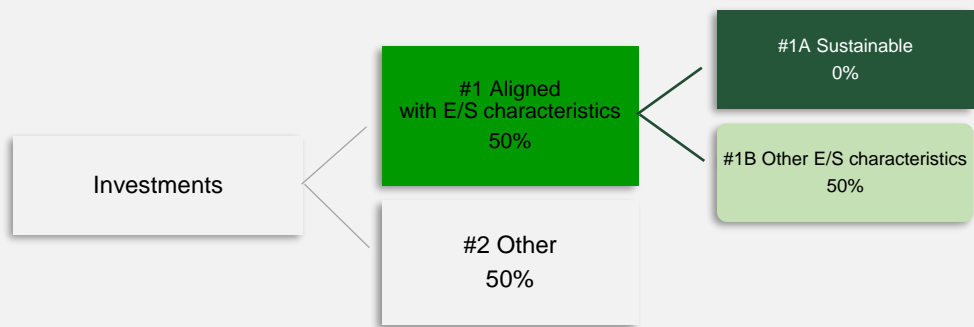 Investments
#1 Aligned
with E/S characteristics
50%
#2 Other
50%
#1A Sustainable
0%
#1B Other E/S characteristics
50%